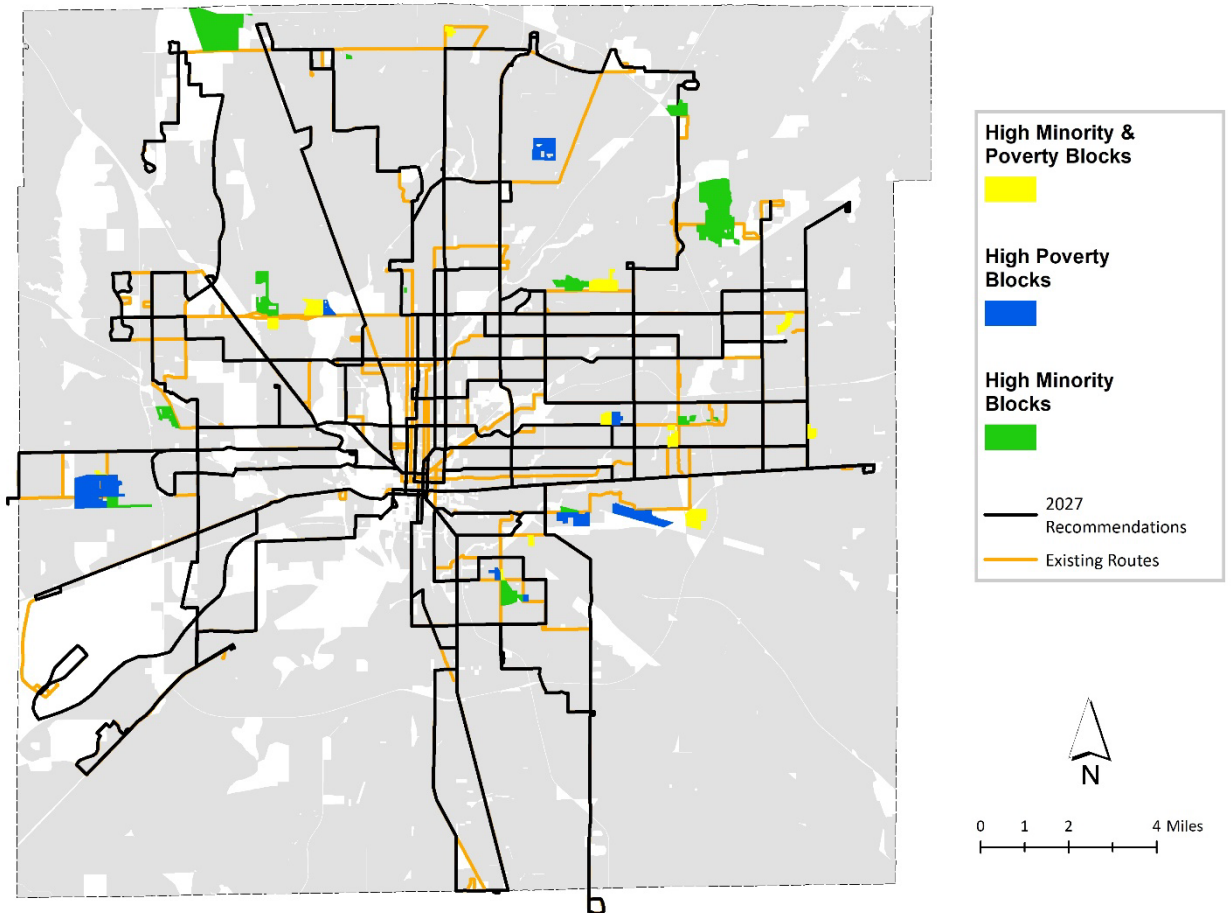 High Minority &
Poverty Blocks
High Poverty
Blocks
High Minority
Blocks
2027
Recommendations
Existing Routes
N
0 1 2 4 Miles